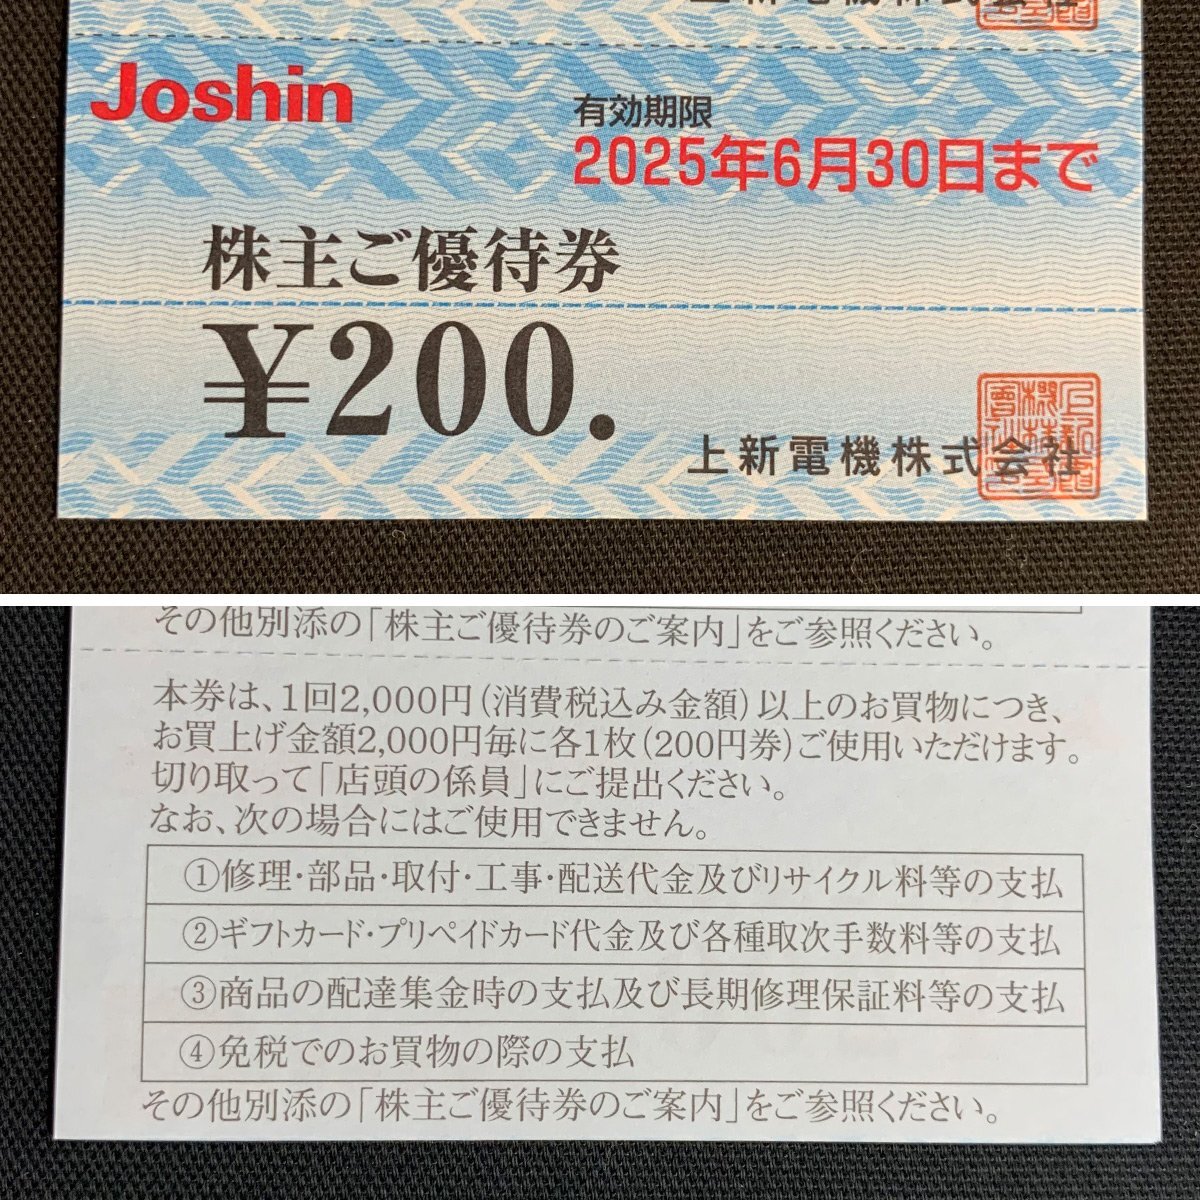 上新電機株式会社
Joshin
有効期限
2025年6月30日まで
株主ご優待券
¥200.
上新電機株式会社
その他別添の「株主ご優待券のご案内」をご参照ください。
本券は、1回2,000円(消費税込み金額)以上のお買物につき、
お買上げ金額2,000円毎に各1枚(200円券)ご使用いただけます。
切り取って「店頭の係員」にご提出ください。
なお、次の場合にはご使用できません。
①修理・部品・取付・工事・配送代金及びリサイクル料等の支払
②ギフトカード・プリペイドカード代金及び各種取次手数料等の支払
③商品の配達集金時の支払及び長期修理保証料等の支払
④免税でのお買物の際の支払
その他別添の「株主ご優待券のご案内」をご参照ください。